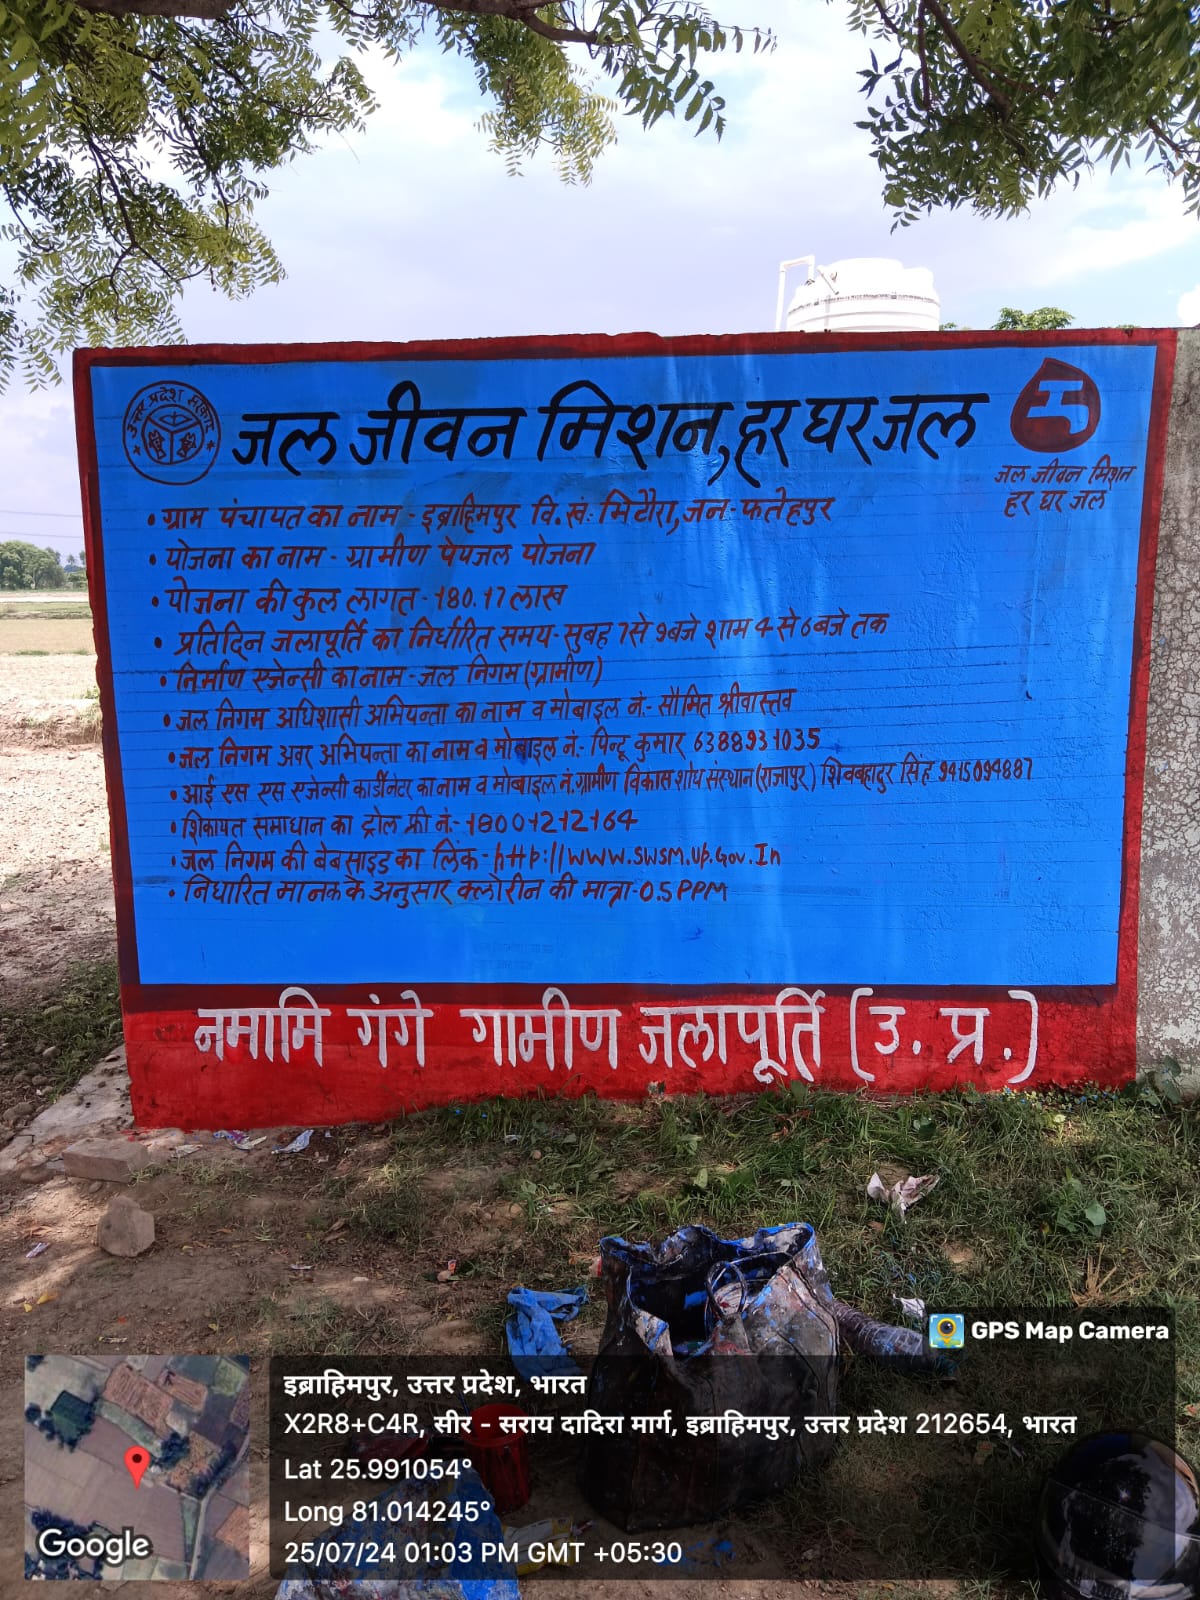 उत्तर प्रदेश सरकार
जल जीवन मिशन, हर घर जल
जल जीवन मिशन
हर घर जल
• ग्राम पंचायत का नाम - इब्राहिमपुर वि.खं: भिटौरा, जन:- फतेहपुर
• योजना का नाम - ग्रामीण पेयजल योजना
• योजना की कुल लागत - 180.17 लाख
• प्रतिदिन जलापूर्ति का निर्धारित समय - सुबह 7 से 9 बजे शाम 4 से 6 बजे तक
• निर्माण एजेन्सी का नाम - जल निगम (ग्रामीण)
• जल निगम अधिशासी अभियन्ता का नाम व मोबाइल नं:- सौमित श्रीवास्तव
• जल निगम अवर अभियन्ता का नाम व मोबाइल नं:- पिन्टू कुमार 6388931035
• आई एस एस एजेन्सी कार्डीनेटर का नाम व मोबाइल नं. ग्रामीण विकास शोध संस्थान (राजापुर) शिवबहादुर सिंह 9415094887
• शिकायत समाधान का ट्रोल फ्री नं:- 18001212164
• जल निगम की बेबसाइड का लिंक - http://www.swsm.up.Gov.In
• निधारित मानक के अनुसार क्लोरीन की मात्रा - 0.5 PPM
नमामि गंगे गामीण जलापूर्ति (उ. प्र.)
GPS Map Camera
इब्राहिमपुर, उत्तर प्रदेश, भारत
X2R8+C4R, सीर - सराय दादिरा मार्ग, इब्राहिमपुर, उत्तर प्रदेश 212654, भारत
Lat 25.991054°
Long 81.014245°
25/07/24 01:03 PM GMT +05:30
Google